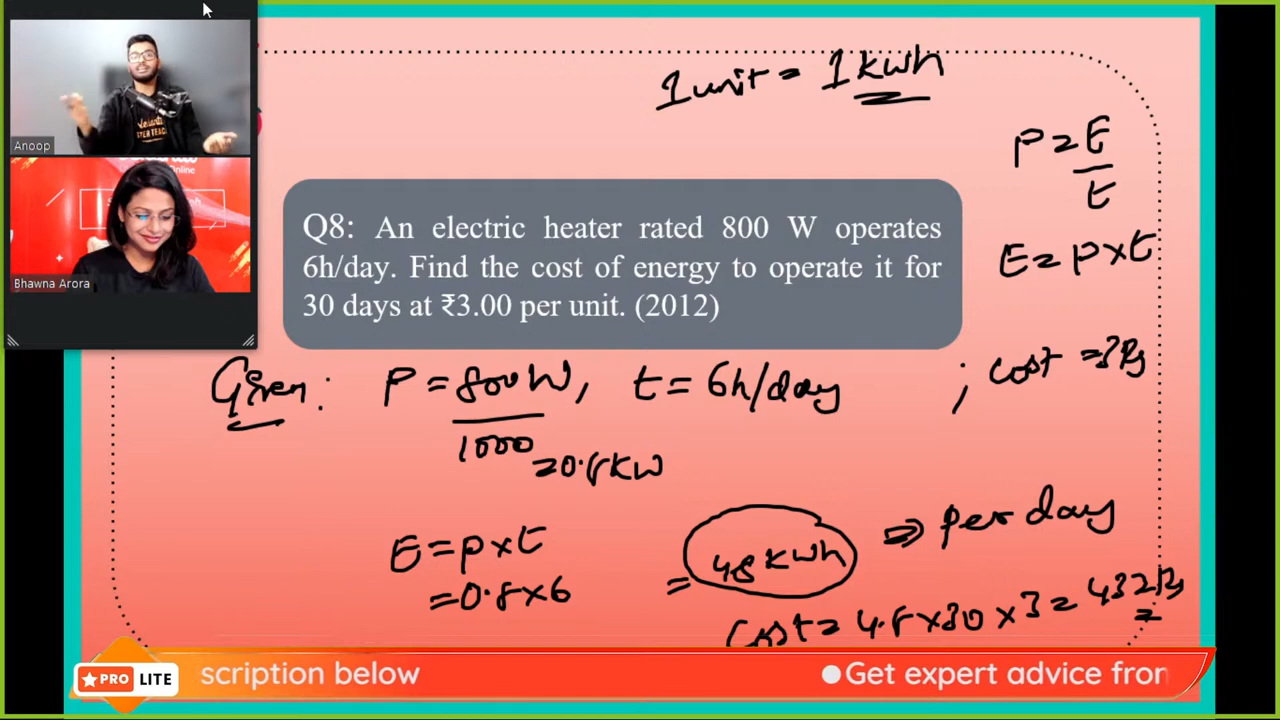 1 unit = 1 kwh
P = E
t
E = P x t
Anoop
Bhawna Arora
Q8: An electric heater rated 800 W operates
6h/day. Find the cost of energy to operate it for
30 days at ₹3.00 per unit. (2012)
Given: P = 800W, t = 6h/day ; cost = 3 Rs
1000
= 0.8 KW
E = P x t
= 0.8 x 6
= 4.8 KWh ⇒ per day
Cost = 4.8 x 30 x 3 = 432 Rs
PRO LITE
scription below
Get expert advice from